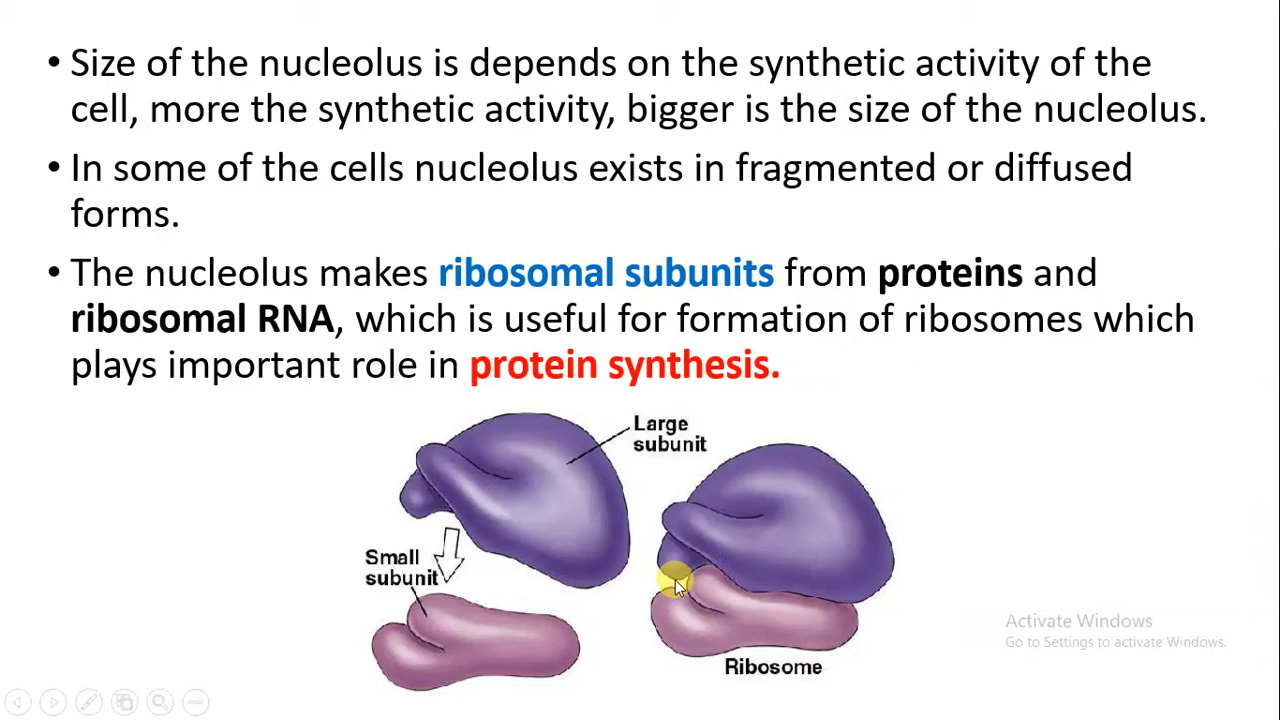 • Size of the nucleolus is depends on the synthetic activity of the
cell, more the synthetic activity, bigger is the size of the nucleolus.
• In some of the cells nucleolus exists in fragmented or diffused
forms.
• The nucleolus makes ribosomal subunits from proteins and
ribosomal RNA, which is useful for formation of ribosomes which
plays important role in protein synthesis.
Large
subunit
Small
subunit
Ribosome
Activate Windows
Go to Settings to activate Windows.